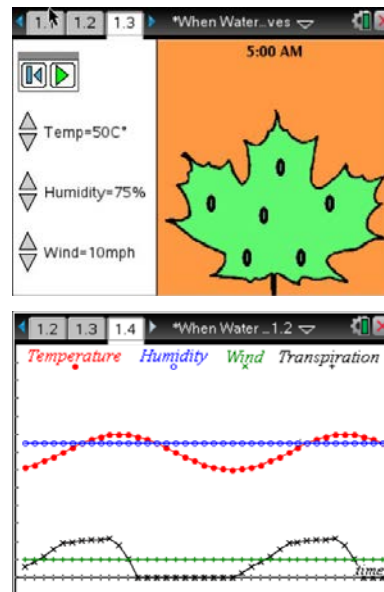 1.1 1.2 1.3 *When Water…ves
5:00 AM
Temp=50C°
Humidity=75%
Wind=10mph
1.2 1.3 1.4 *When Water…1.2
Temperature Humidity Wind Transpiration
time